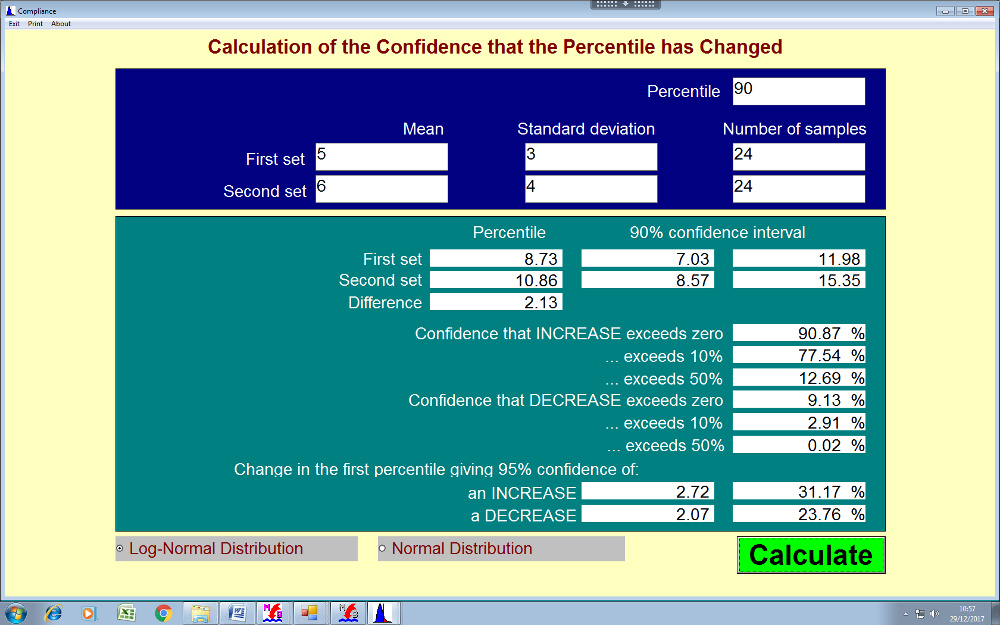 Compliance
Exit Print About
Calculation of the Confidence that the Percentile has Changed
Percentile 90
Mean Standard deviation Number of samples
First set 5 3 24
Second set 6 4 24
Percentile 90% confidence interval
First set 8.73 7.03 11.98
Second set 10.86 8.57 15.35
Difference 2.13
Confidence that INCREASE exceeds zero 90.87 %
... exceeds 10% 77.54 %
... exceeds 50% 12.69 %
Confidence that DECREASE exceeds zero 9.13 %
... exceeds 10% 2.91 %
... exceeds 50% 0.02 %
Change in the first percentile giving 95% confidence of:
an INCREASE 2.72 31.17 %
a DECREASE 2.07 23.76 %
Log-Normal Distribution Normal Distribution Calculate
10:57
29/12/2017